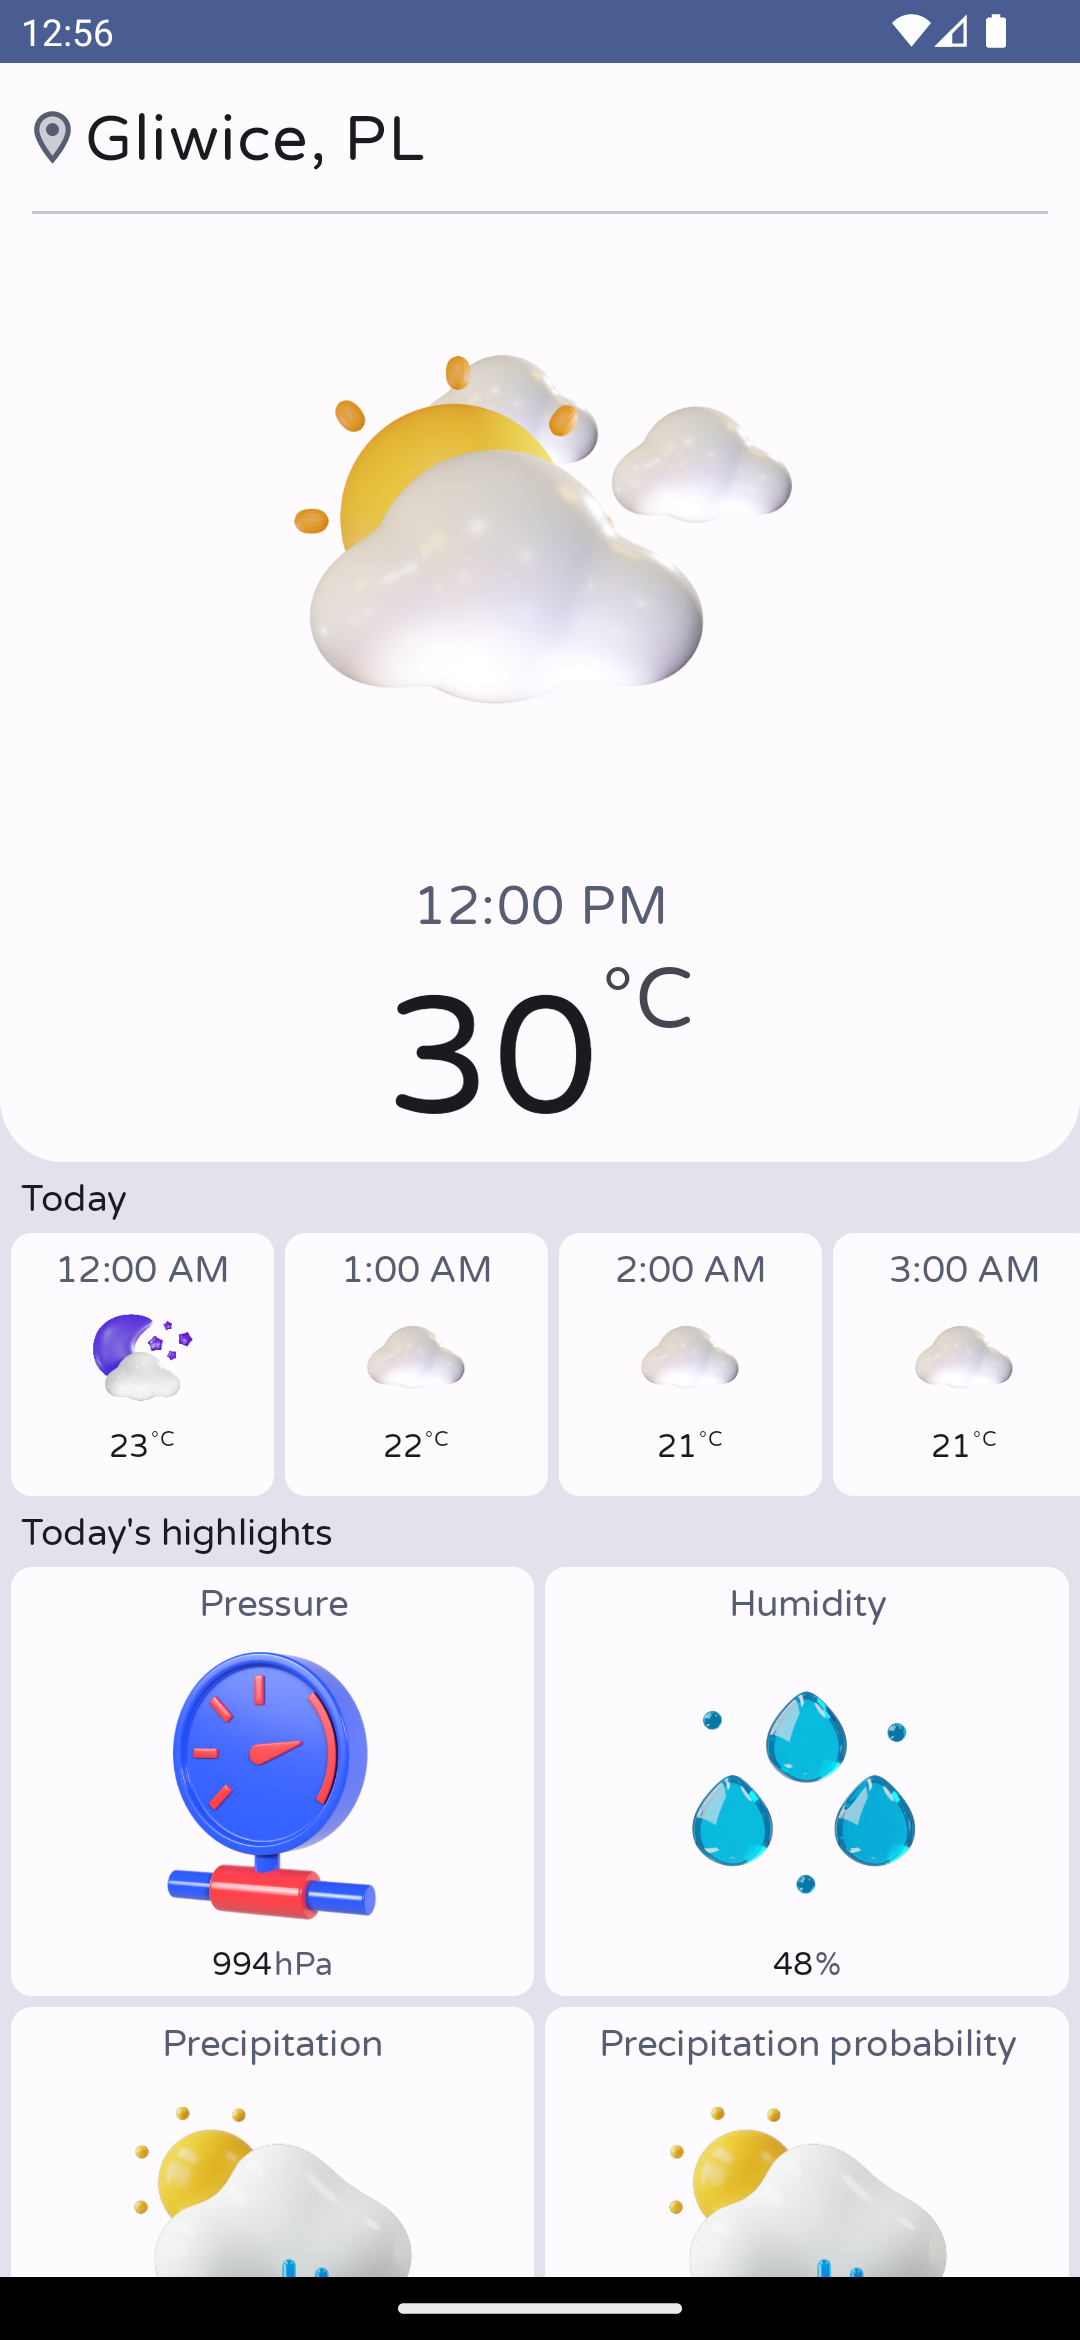 12:56
Gliwice, PL
12:00 PM
30°C
Today
12:00 AM 1:00 AM 2:00 AM 3:00 AM
23°C 22°C 21°C 21°C
Today's highlights
Pressure Humidity
994hPa 48%
Precipitation Precipitation probability